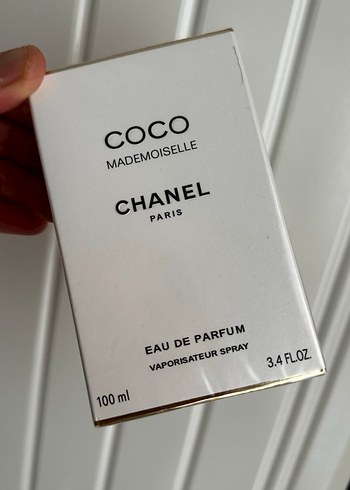 COCO
MADEMOISELLE
CHANEL
PARIS
EAU DE PARFUM
VAPORISATEUR SPRAY
100 ml
3.4 FL.OZ.